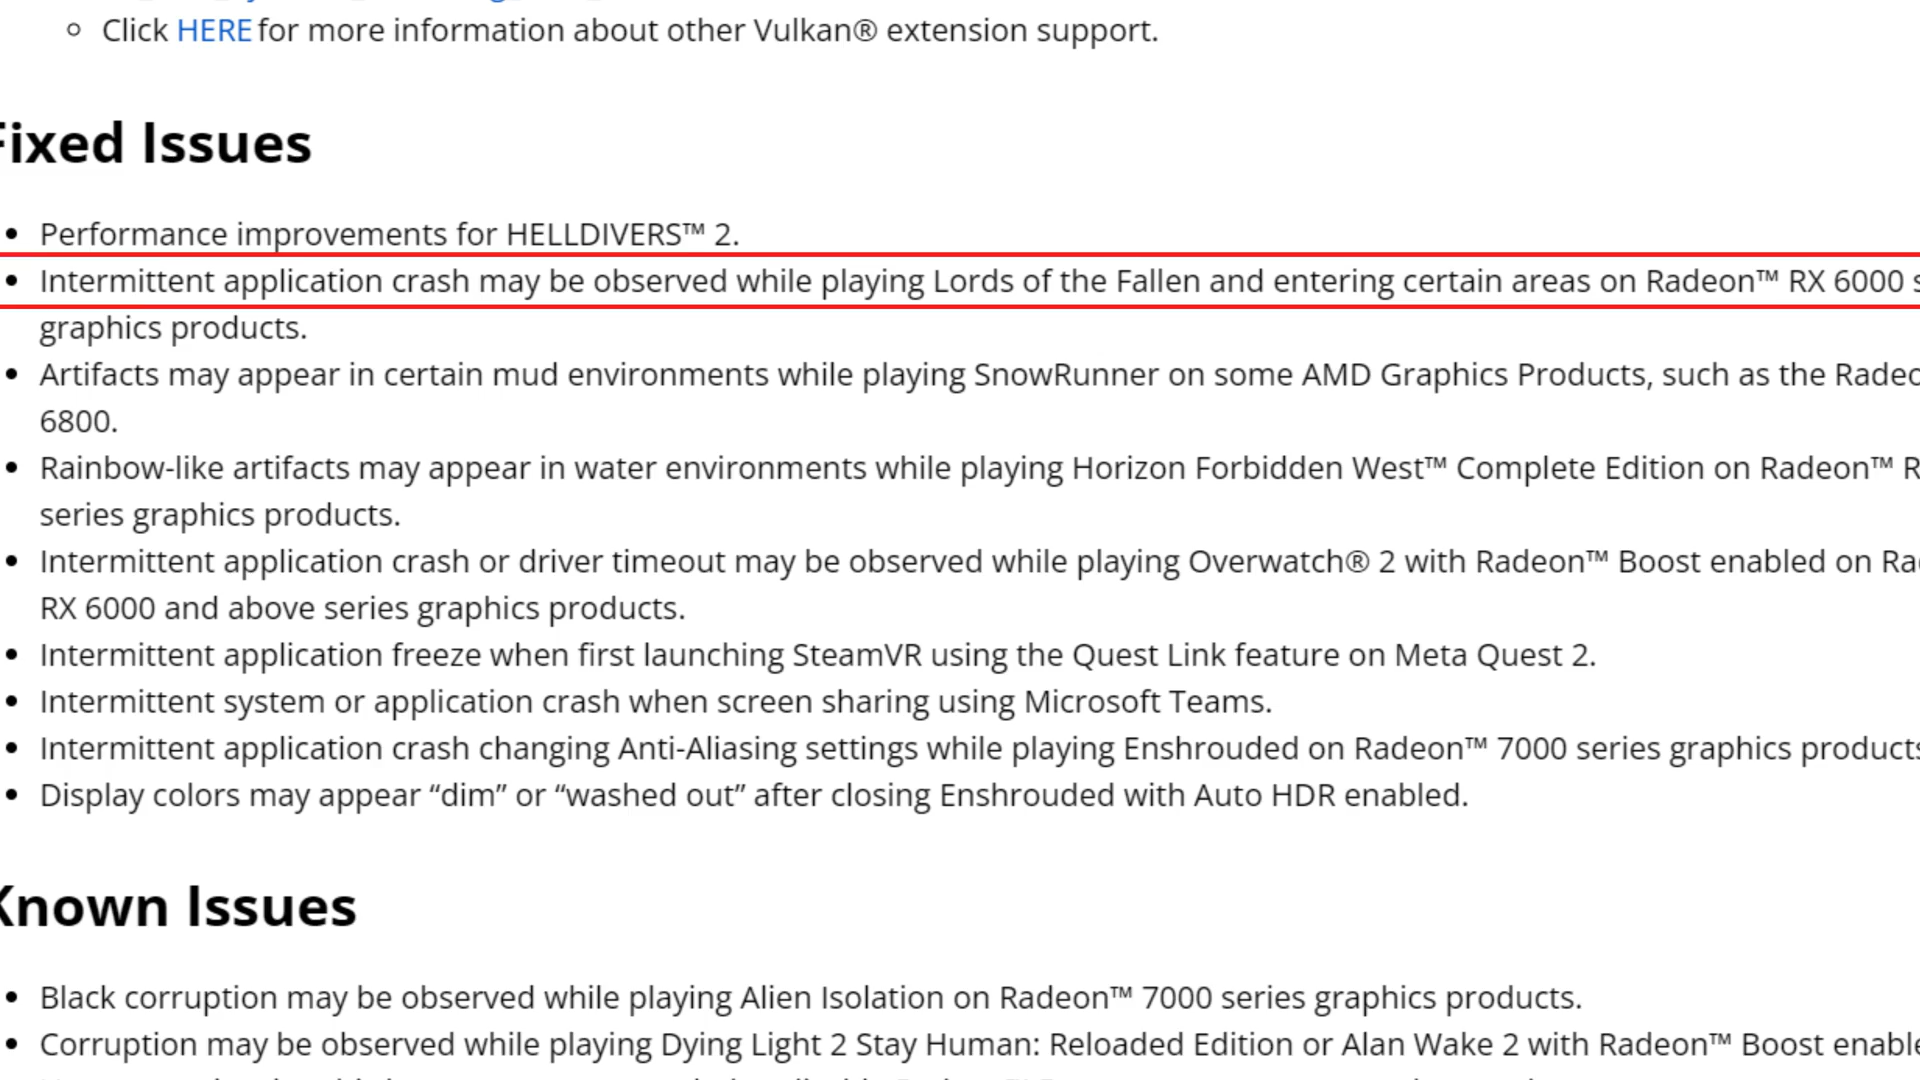 Click HERE for more information about other Vulkan® extension support.
Fixed Issues
• Performance improvements for HELLDIVERS™ 2.
• Intermittent application crash may be observed while playing Lords of the Fallen and entering certain areas on Radeon™ RX 6000 s
graphics products.
• Artifacts may appear in certain mud environments while playing SnowRunner on some AMD Graphics Products, such as the Radeo
6800.
• Rainbow-like artifacts may appear in water environments while playing Horizon Forbidden West™ Complete Edition on Radeon™ R
series graphics products.
• Intermittent application crash or driver timeout may be observed while playing Overwatch® 2 with Radeon™ Boost enabled on Rad
RX 6000 and above series graphics products.
• Intermittent application freeze when first launching SteamVR using the Quest Link feature on Meta Quest 2.
• Intermittent system or application crash when screen sharing using Microsoft Teams.
• Intermittent application crash changing Anti-Aliasing settings while playing Enshrouded on Radeon™ 7000 series graphics products
• Display colors may appear “dim” or “washed out” after closing Enshrouded with Auto HDR enabled.
Known Issues
• Black corruption may be observed while playing Alien Isolation on Radeon™ 7000 series graphics products.
• Corruption may be observed while playing Dying Light 2 Stay Human: Reloaded Edition or Alan Wake 2 with Radeon™ Boost enable